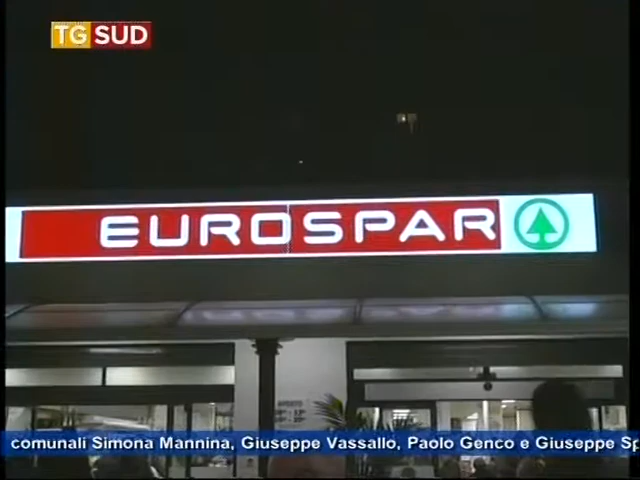 TG SUD
EUROSPAR
comunali Simona Mannina, Giuseppe Vassallo, Paolo Genco e Giuseppe